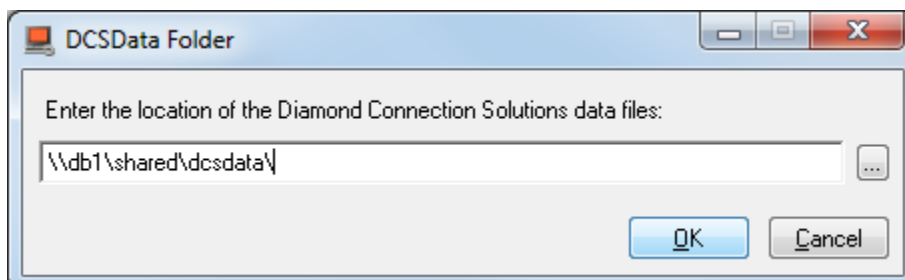 DCSData Folder
Enter the location of the Diamond Connection Solutions data files:
\\db1\shared\dcsdata\
...
OK
Cancel